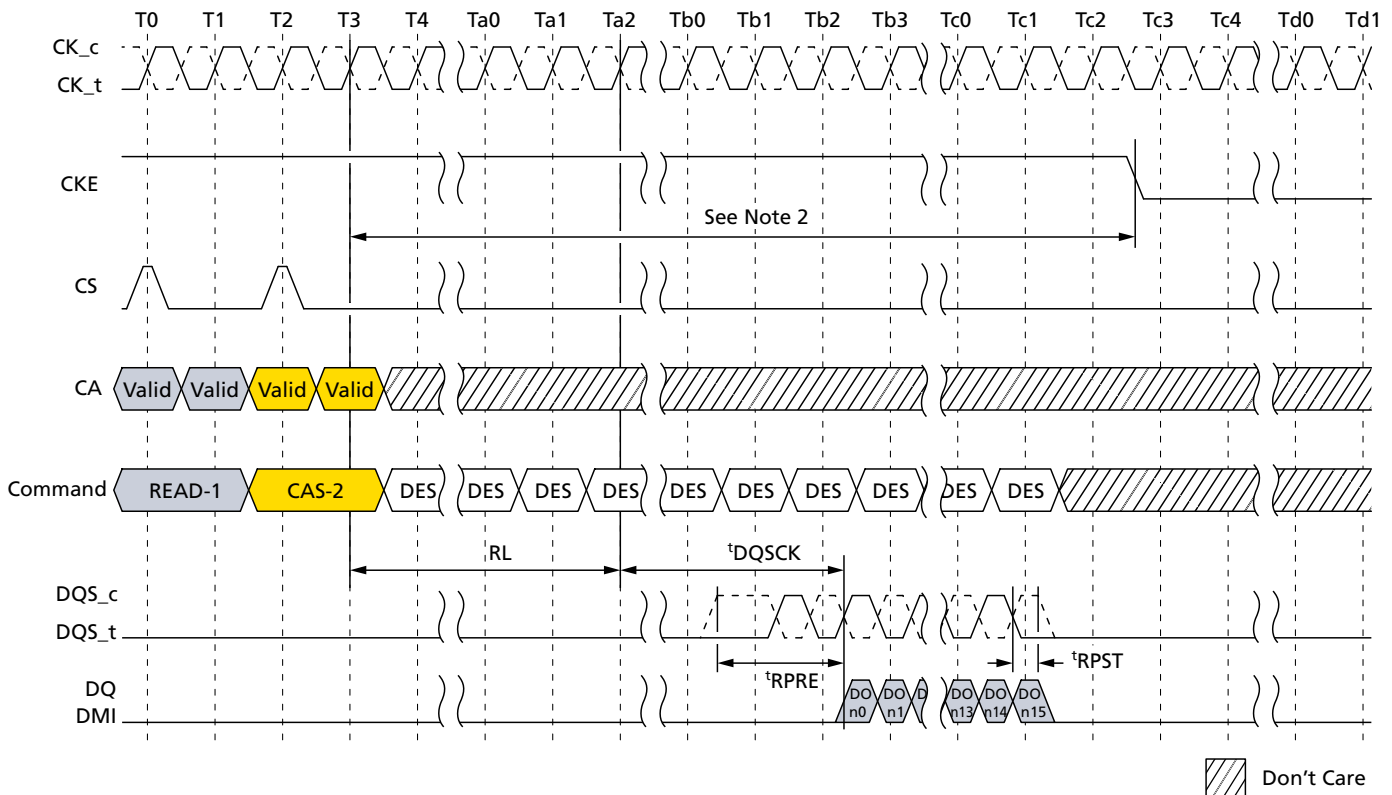 T0 T1 T2 T3 T4 Ta0 Ta1 Ta2 Tb0 Tb1 Tb2 Tb3 Tc0 Tc1 Tc2 Tc3 Tc4 Td0 Td1
CK_c
CK_t
CKE
See Note 2
CS
CA Valid Valid Valid Valid
Command READ-1 CAS-2 DES DES DES DES DES DES DES DES DES DES
RL tDQSCK
DQS_c
DQS_t
tRPRE tRPST
DQ
DMI
DO n0 DO n1 D DO n13 DO n14 DO n15
Don't Care